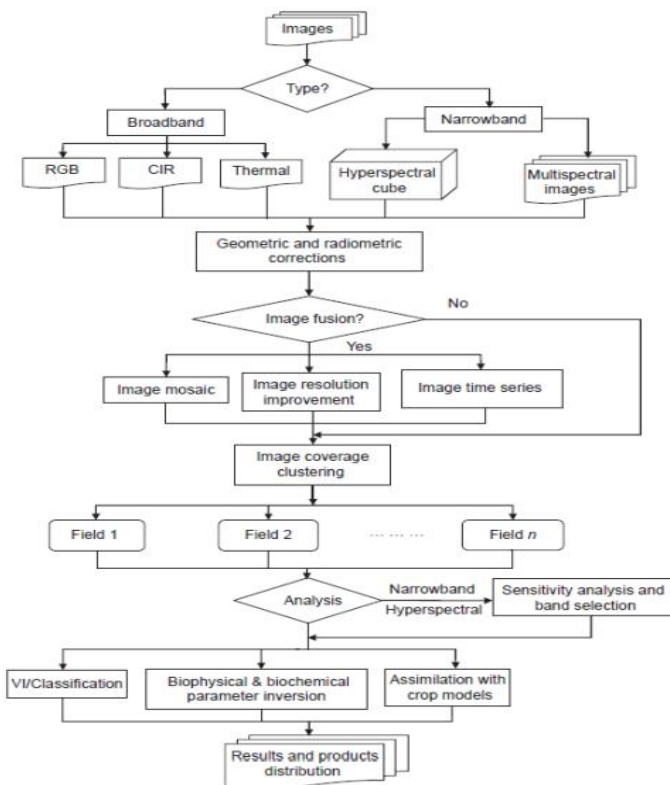 Images
Type?
Broadband
Narrowband
RGB
CIR
Thermal
Hyperspectral
cube
Multispectral
images
Geometric and radiometric
corrections
Image fusion?
No
Yes
Image mosaic
Image resolution
improvement
Image time series
Image coverage
clustering
Field 1
Field 2
... ... ...
Field n
Analysis
Narrowband
Hyperspectral
Sensitivity analysis and
band selection
VI/Classification
Biophysical & biochemical
parameter inversion
Assimilation with
crop models
Results and products
distribution